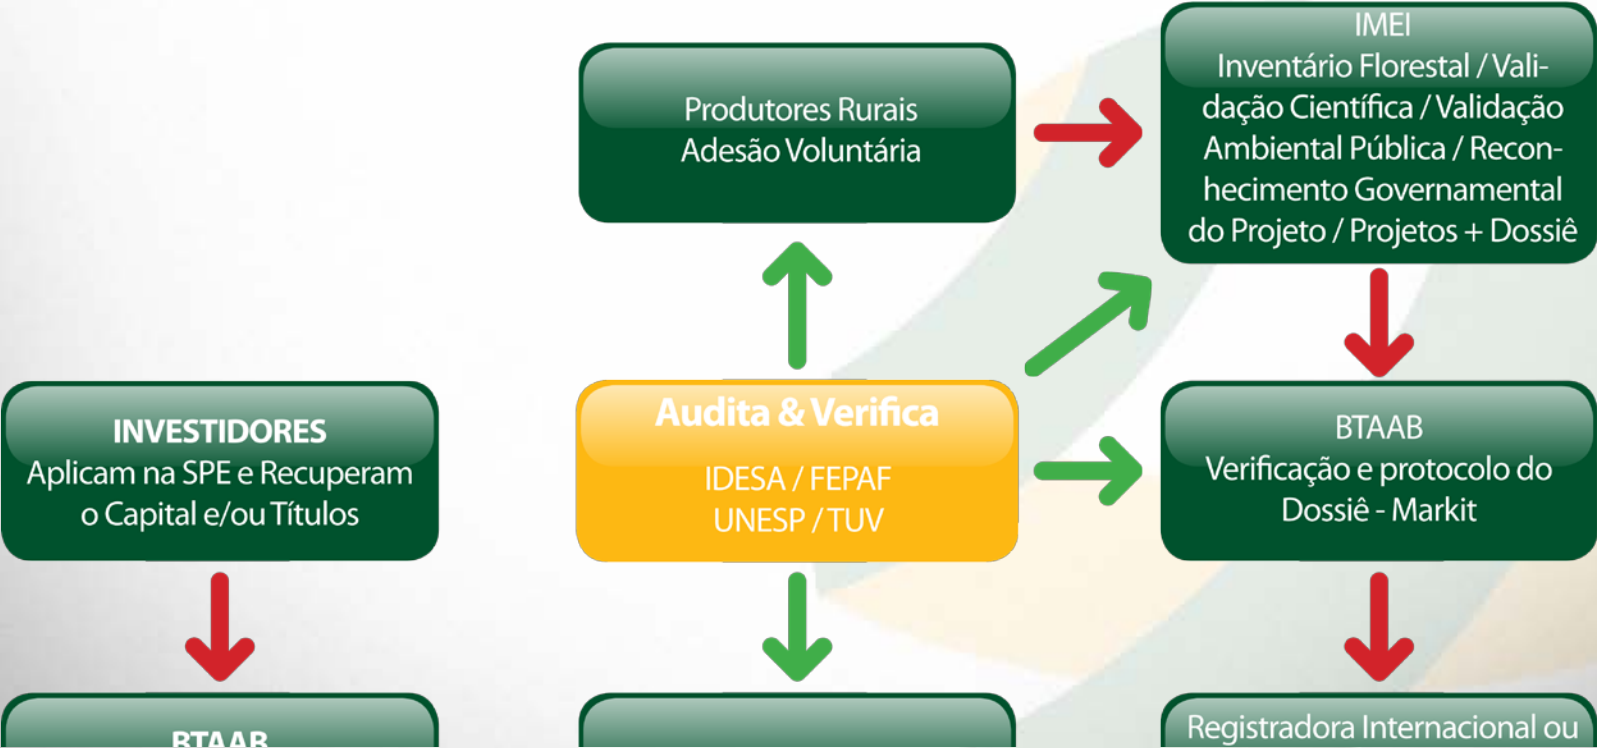 IMEI
Inventário Florestal / Vali-
dação Científica / Validação
Ambiental Pública / Recon-
hecimento Governamental
do Projeto / Projetos + Dossiê
Produtores Rurais
Adesão Voluntária
INVESTIDORES
Aplicam na SPE e Recuperam
o Capital e/ou Títulos
Audita & Verifica
IDESA / FEPAF
UNESP / TUV
BTAAB
Verificação e protocolo do
Dossiê - Markit
BTAAB
Registradora Internacional ou